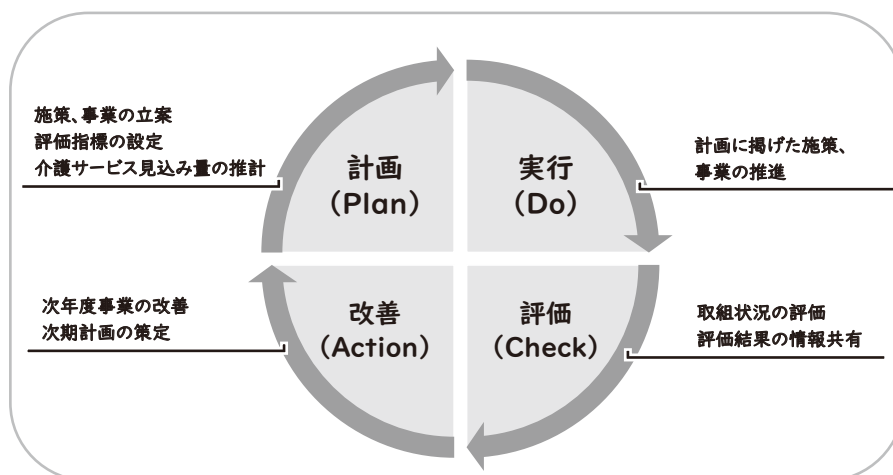 施策、事業の立案
評価指標の設定
介護サービス見込み量の推計
計画
(Plan)
実行
(Do)
計画に掲げた施策、
事業の推進
次年度事業の改善
次期計画の策定
改善
(Action)
評価
(Check)
取組状況の評価
評価結果の情報共有